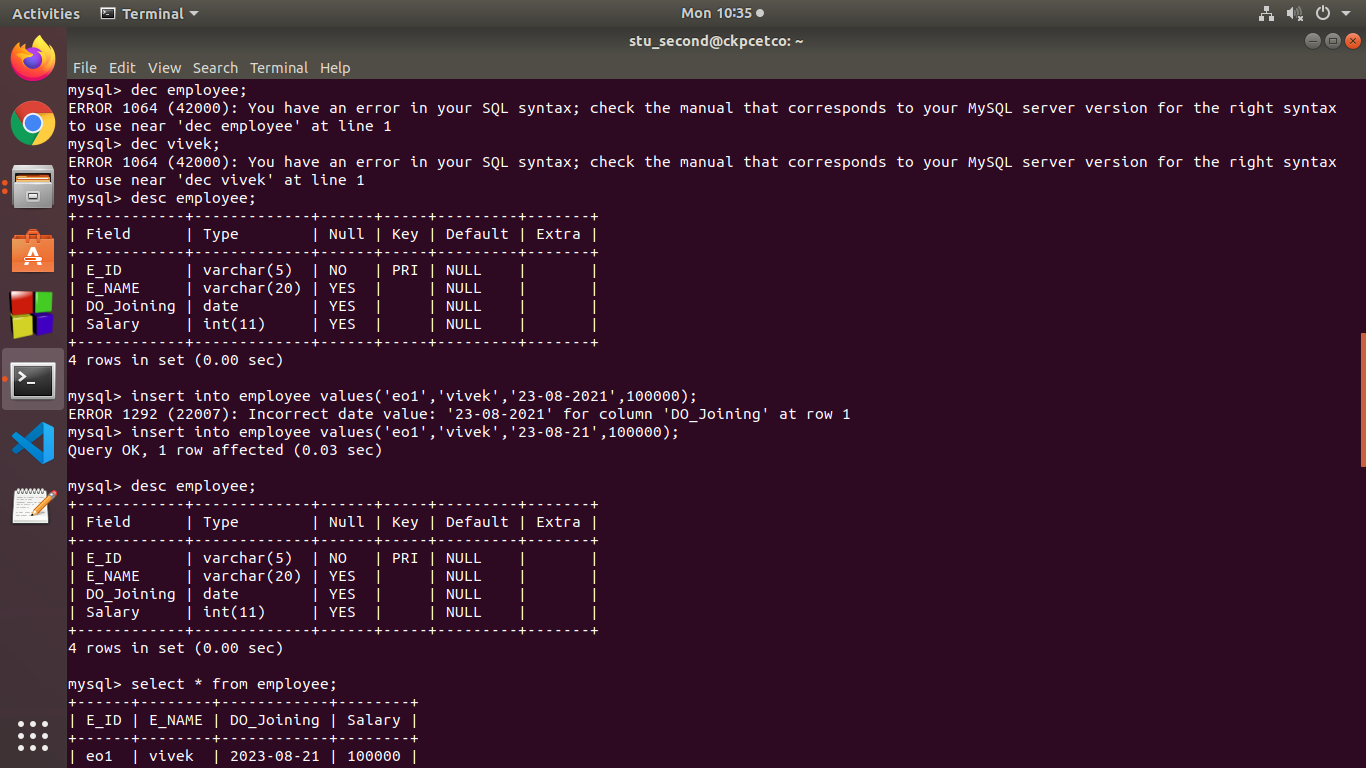 Activities Terminal Mon 10:35
stu_second@ckpcetco: ~
File Edit View Search Terminal Help
mysql> dec employee;
ERROR 1064 (42000): You have an error in your SQL syntax; check the manual that corresponds to your MySQL server version for the right syntax
to use near 'dec employee' at line 1
mysql> dec vivek;
ERROR 1064 (42000): You have an error in your SQL syntax; check the manual that corresponds to your MySQL server version for the right syntax
to use near 'dec vivek' at line 1
mysql> desc employee;
+------------+-------------+------+-----+---------+-------+
| Field      | Type        | Null | Key | Default | Extra |
+------------+-------------+------+-----+---------+-------+
| E_ID       | varchar(5)  | NO   | PRI | NULL    |       |
| E_NAME     | varchar(20) | YES  |     | NULL    |       |
| DO_Joining | date        | YES  |     | NULL    |       |
| Salary     | int(11)     | YES  |     | NULL    |       |
+------------+-------------+------+-----+---------+-------+
4 rows in set (0.00 sec)
mysql> insert into employee values('eo1','vivek','23-08-2021',100000);
ERROR 1292 (22007): Incorrect date value: '23-08-2021' for column 'DO_Joining' at row 1
mysql> insert into employee values('eo1','vivek','23-08-21',100000);
Query OK, 1 row affected (0.03 sec)
mysql> desc employee;
+------------+-------------+------+-----+---------+-------+
| Field      | Type        | Null | Key | Default | Extra |
+------------+-------------+------+-----+---------+-------+
| E_ID       | varchar(5)  | NO   | PRI | NULL    |       |
| E_NAME     | varchar(20) | YES  |     | NULL    |       |
| DO_Joining | date        | YES  |     | NULL    |       |
| Salary     | int(11)     | YES  |     | NULL    |       |
+------------+-------------+------+-----+---------+-------+
4 rows in set (0.00 sec)
mysql> select * from employee;
+------+--------+------------+--------+
| E_ID | E_NAME | DO_Joining | Salary |
+------+--------+------------+--------+
| eo1  | vivek  | 2023-08-21 | 100000 |